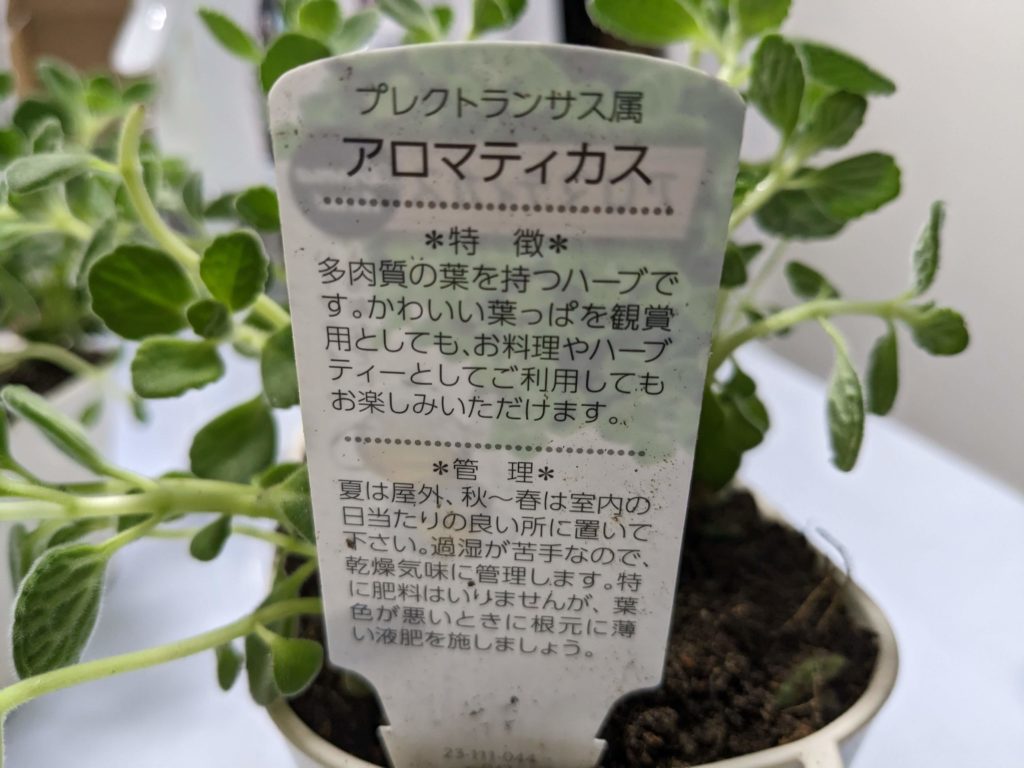 プレクトランサス属
アロマティカス
*特 徴*
多肉質の葉を持つハーブで
す。かわいい葉っぱを観賞
用としても、お料理やハーブ
ティーとしてご利用しても
お楽しみいただけます。
*管 理*
夏は屋外、秋〜春は室内の
日当たりの良い所に置いて
下さい。過湿が苦手なので、
乾燥気味に管理します。特
に肥料はいりませんが、葉
色が悪いときに根元に薄
い液肥を施しましょう。
23-111-044